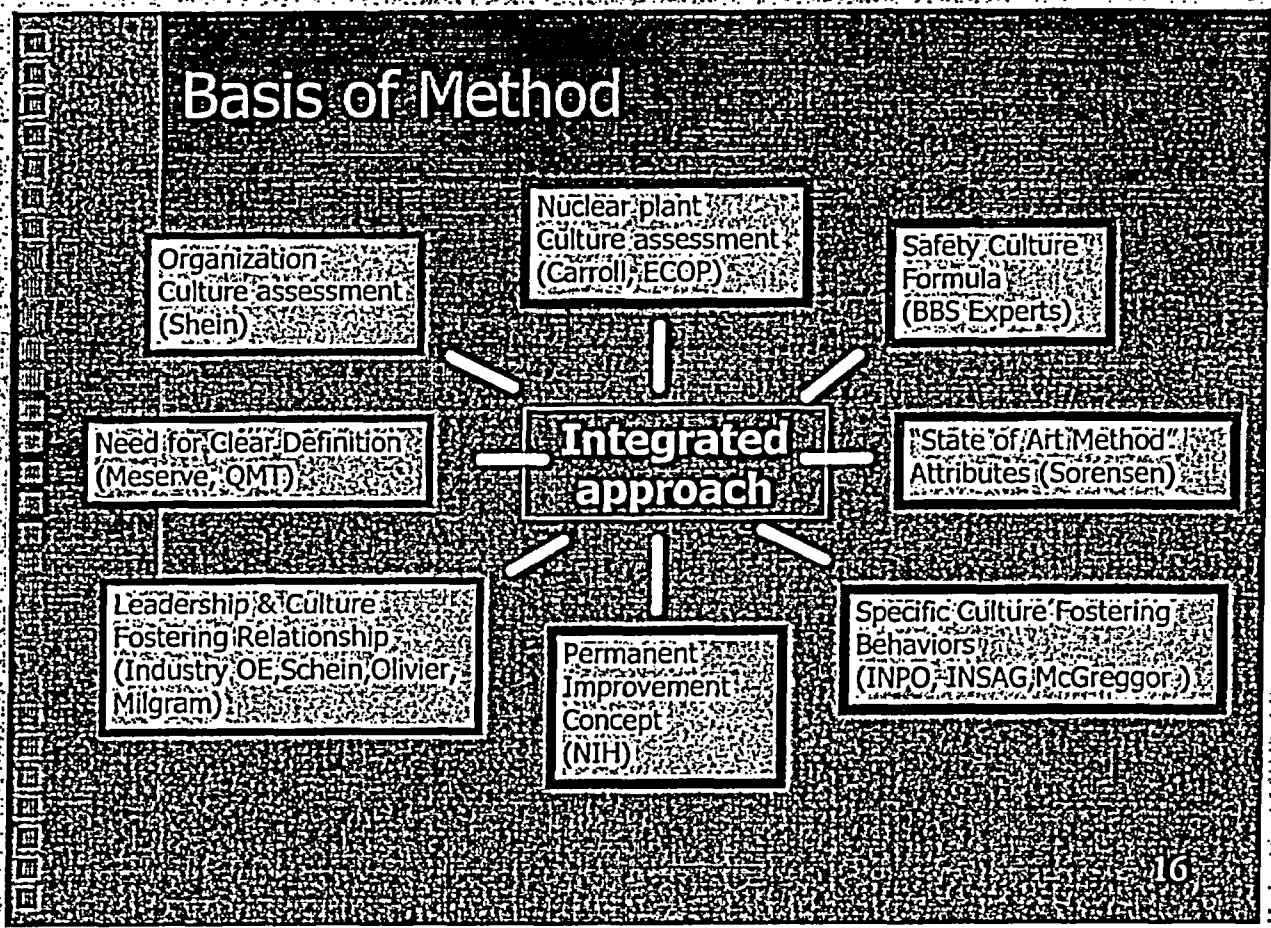 Basis of Method
Nuclear plant
Culture assessment
(Carroll, ECOP)
Organization
Culture assessment
(Shein)
Safety Culture
Formula
(BBS Experts)
Need for Clear Definition
(Meserve, QMT)
Integrated
approach
"State of Art Method"
Attributes (Sorensen)
Leadership & Culture
Fostering Relationship
(Industry OE,Schein,Olivier,
Milgram)
Permanent
Improvement
Concept
(NIH)
Specific Culture Fostering
Behaviors
(INPO, INSAG,McGreggor )
16